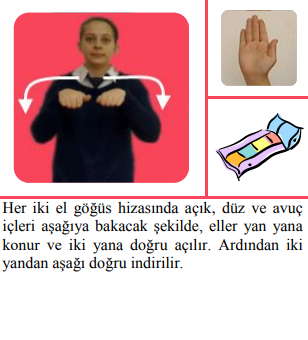 Her iki el göğüs hizasında açık, düz ve avuç
içleri aşağıya bakacak şekilde, eller yan yana
konur ve iki yana doğru açılır. Ardından iki
yandan aşağı doğru indirilir.